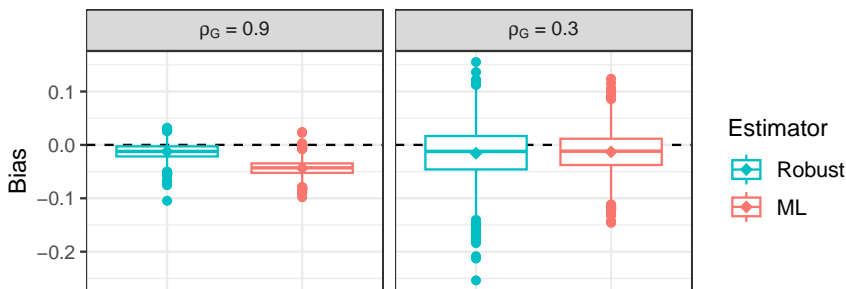 ρG = 0.9
ρG = 0.3
Bias
0.1
0.0
−0.1
−0.2
Estimator
Robust
ML